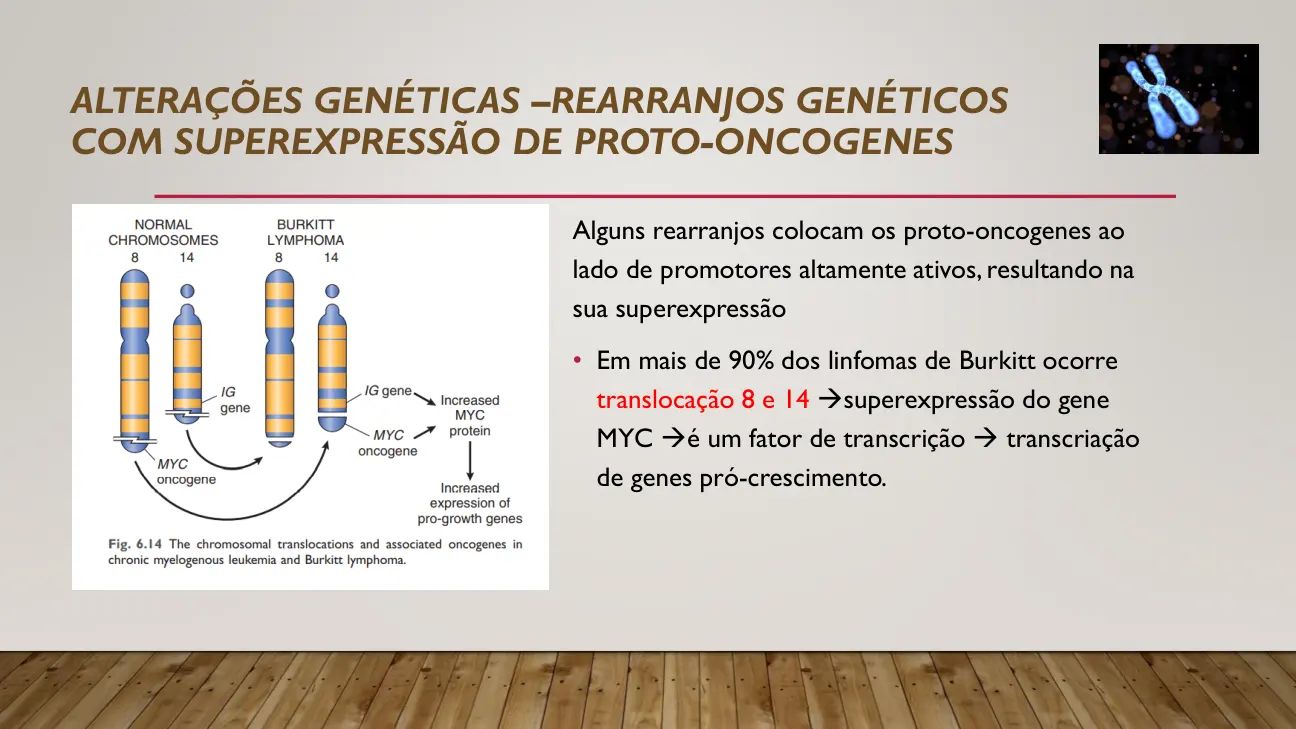 ALTERAÇÕES GENÉTICAS –REARRANJOS GENÉTICOS
COM SUPEREXPRESSÃO DE PROTO-ONCOGENES
NORMAL
CHROMOSOMES
8 14
BURKITT
LYMPHOMA
8 14
IG
gene
MYC
oncogene
IG gene
MYC
oncogene
Increased
MYC
protein
Increased
expression of
pro-growth genes
Fig. 6.14 The chromosomal translocations and associated oncogenes in
chronic myelogenous leukemia and Burkitt lymphoma.
Alguns rearranjos colocam os proto-oncogenes ao
lado de promotores altamente ativos, resultando na
sua superexpressão
• Em mais de 90% dos linfomas de Burkitt ocorre
translocação 8 e 14 →superexpressão do gene
MYC →é um fator de transcrição → transcriação
de genes pró-crescimento.